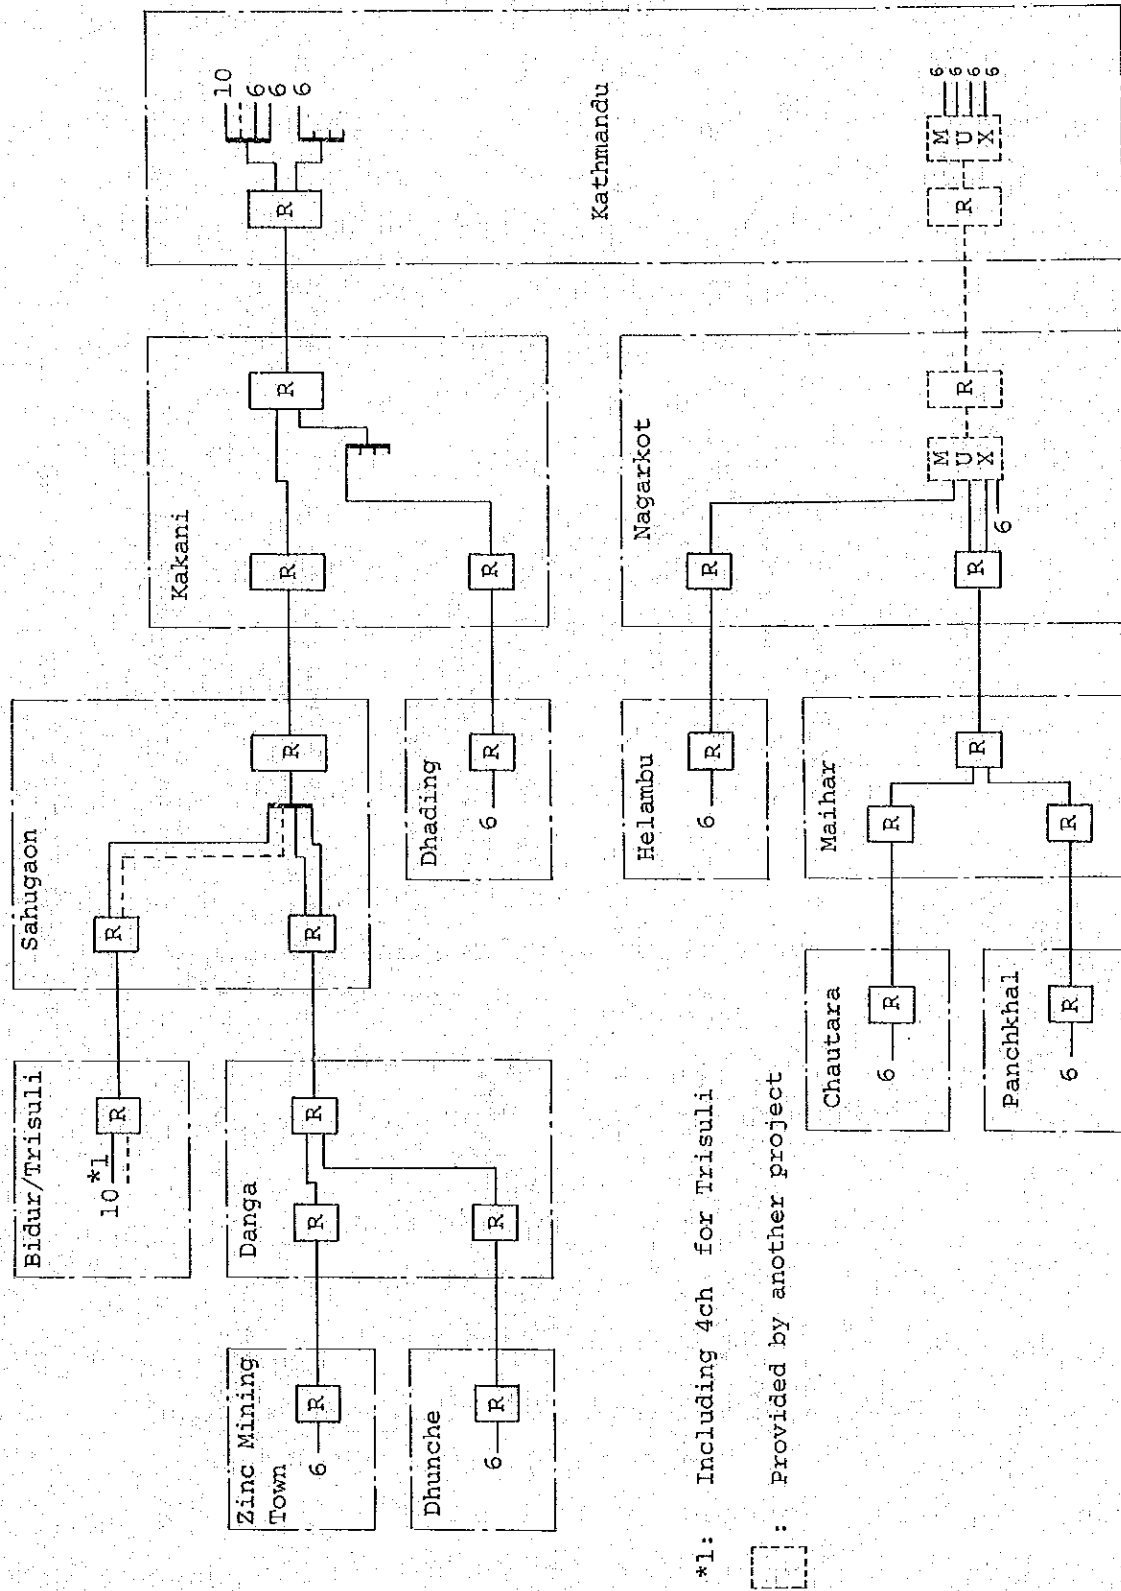 Bidur/Trisuli
10 *1
R
Sahugaon
R
R
R
Zinc Mining
Town
6
R
Danga
R
R
R
Dhunche
6
R
Kakani
R
R
R
Dhading
6
R
Kathmandu
R
10
6
6
6
R
M
U
X
6
6
6
6
Helambu
6
R
Nagarkot
R
R
6
M
U
X
R
Maihar
R
R
R
Chautara
6
R
Panchkhal
6
R
*1: Including 4ch for Trisuli
: Provided by another project